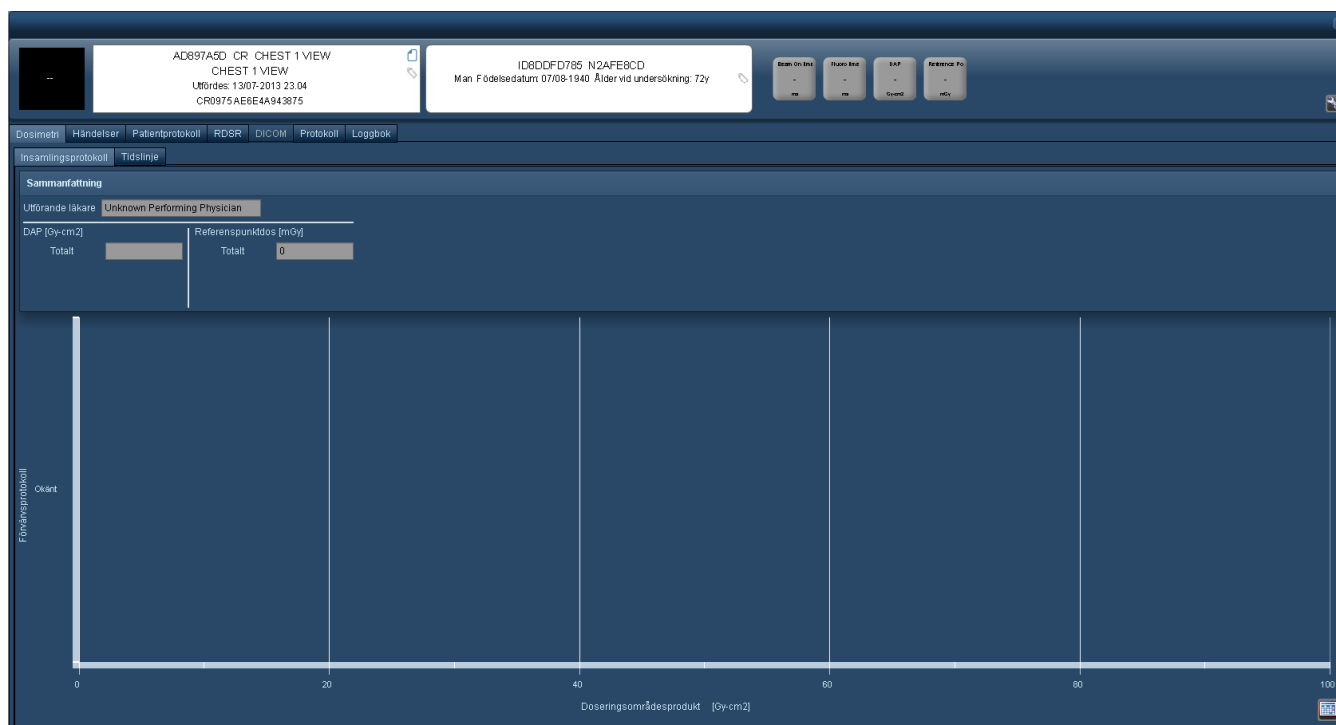 --
AD897A5D CR CHEST 1 VIEW
CHEST 1 VIEW
Utfördes: 13/07-2013 23.04
CR0975AE6E4A943875
ID8DDFD785 N2AFE8CD
Man Födelsedatum: 07/08-1940 Ålder vid undersökning: 72y
Beam On time
-
ms
Fluoro time
-
ms
DAP
-
Gy-cm2
Reference Po
-
mGy
Dosimetri Händelser Patientprotokoll RDSR DICOM Protokoll Loggbok
Insamlingsprotokoll Tidslinje
Sammanfattning
Utförande läkare Unknown Performing Physician
DAP [Gy-cm2] Referenspunktdos [mGy]
Totalt Totalt 0
Förvärvsprotokoll
Okänt
0 20 40 60 80 100
Doseringsområdesprodukt [Gy-cm2]